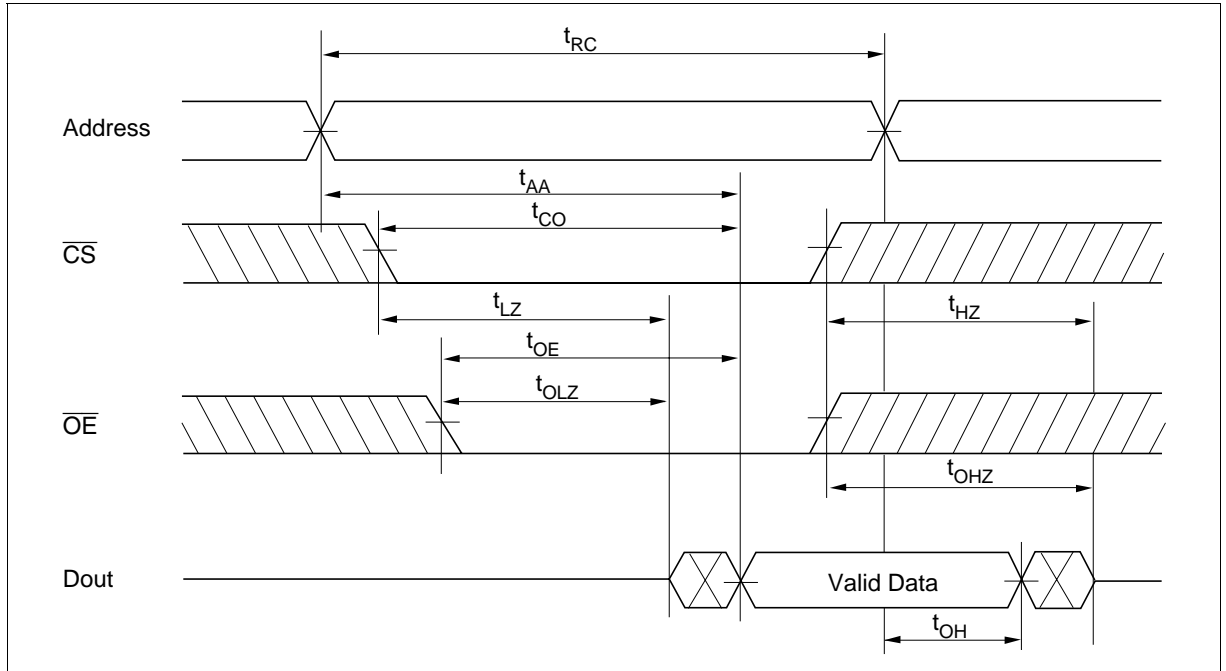 tRC
Address
tAA
tCO
CS
tLZ
tHZ
tOE
tOLZ
OE
tOHZ
Dout
Valid Data
tOH